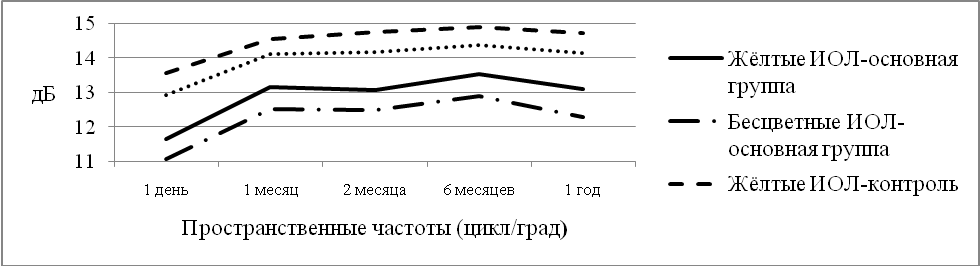 15
14
13
12
11
дБ
1 день
1 месяц
2 месяца
6 месяцев
1 год
Пространственные частоты (цикл/град)
Жёлтые ИОЛ-основная
группа
Бесцветные ИОЛ-
основная группа
Жёлтые ИОЛ-контроль